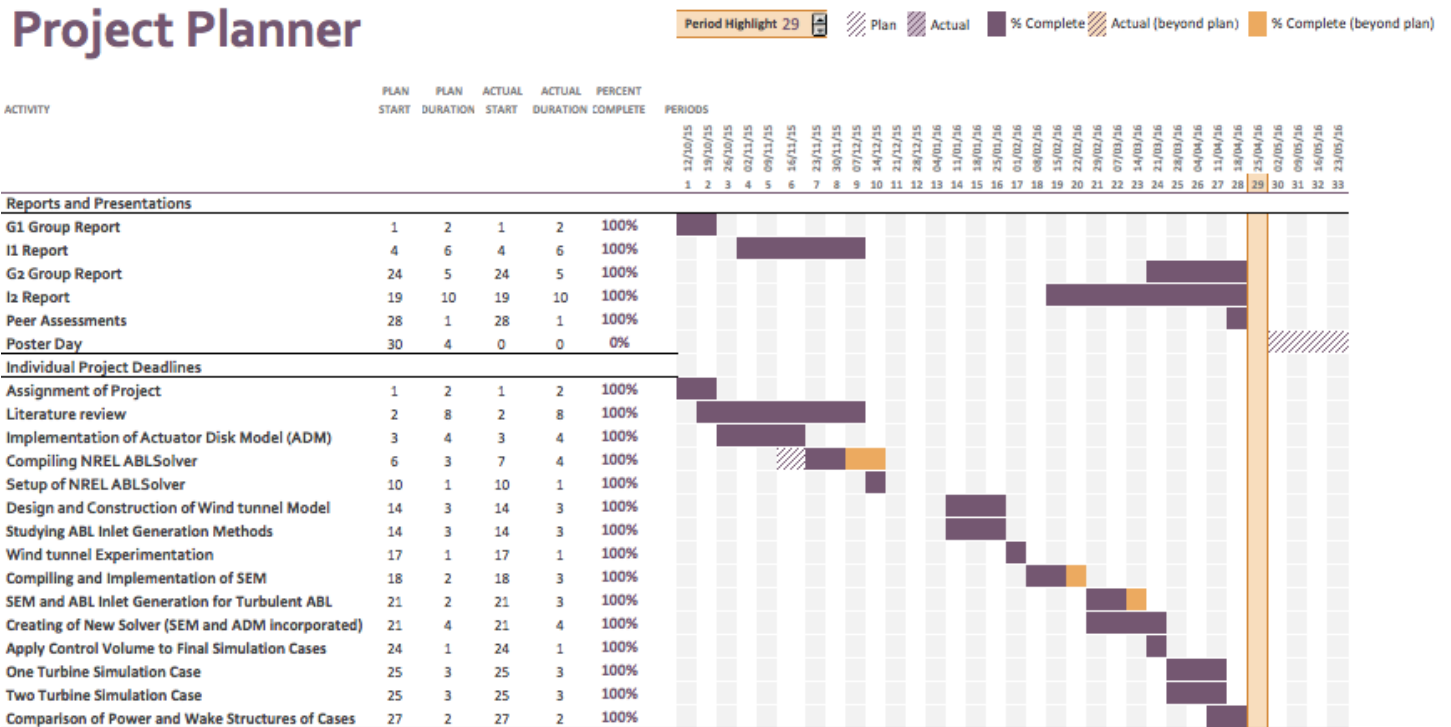 Project Planner
Period Highlight 29 Plan Actual % Complete Actual (beyond plan) % Complete (beyond plan)
PLAN PLAN ACTUAL ACTUAL PERCENT
ACTIVITY START DURATION START DURATION COMPLETE PERIODS
12/10/15 19/10/15 26/10/15 02/11/15 09/11/15 16/11/15 23/11/15 30/11/15 07/12/15 14/12/15 21/12/15 28/12/15 04/01/16 11/01/16 18/01/16 25/01/16 01/02/16 08/02/16 15/02/16 22/02/16 29/02/16 07/03/16 14/03/16 21/03/16 28/03/16 04/04/16 11/04/16 18/04/16 25/04/16 02/05/16 09/05/16 16/05/16 23/05/16
1 2 3 4 5 6 7 8 9 10 11 12 13 14 15 16 17 18 19 20 21 22 23 24 25 26 27 28 29 30 31 32 33
Reports and Presentations
G1 Group Report 1 2 1 2 100%
I1 Report 4 6 4 6 100%
G2 Group Report 24 5 24 5 100%
I2 Report 19 10 19 10 100%
Peer Assessments 28 1 28 1 100%
Poster Day 30 4 0 0 0%
Individual Project Deadlines
Assignment of Project 1 2 1 2 100%
Literature review 2 8 2 8 100%
Implementation of Actuator Disk Model (ADM) 3 4 3 4 100%
Compiling NREL ABLSolver 6 3 7 4 100%
Setup of NREL ABLSolver 10 1 10 1 100%
Design and Construction of Wind tunnel Model 14 3 14 3 100%
Studying ABL Inlet Generation Methods 14 3 14 3 100%
Wind tunnel Experimentation 17 1 17 1 100%
Compiling and Implementation of SEM 18 2 18 3 100%
SEM and ABL Inlet Generation for Turbulent ABL 21 2 21 3 100%
Creating of New Solver (SEM and ADM incorporated) 21 4 21 4 100%
Apply Control Volume to Final Simulation Cases 24 1 24 1 100%
One Turbine Simulation Case 25 3 25 3 100%
Two Turbine Simulation Case 25 3 25 3 100%
Comparison of Power and Wake Structures of Cases 27 2 27 2 100%